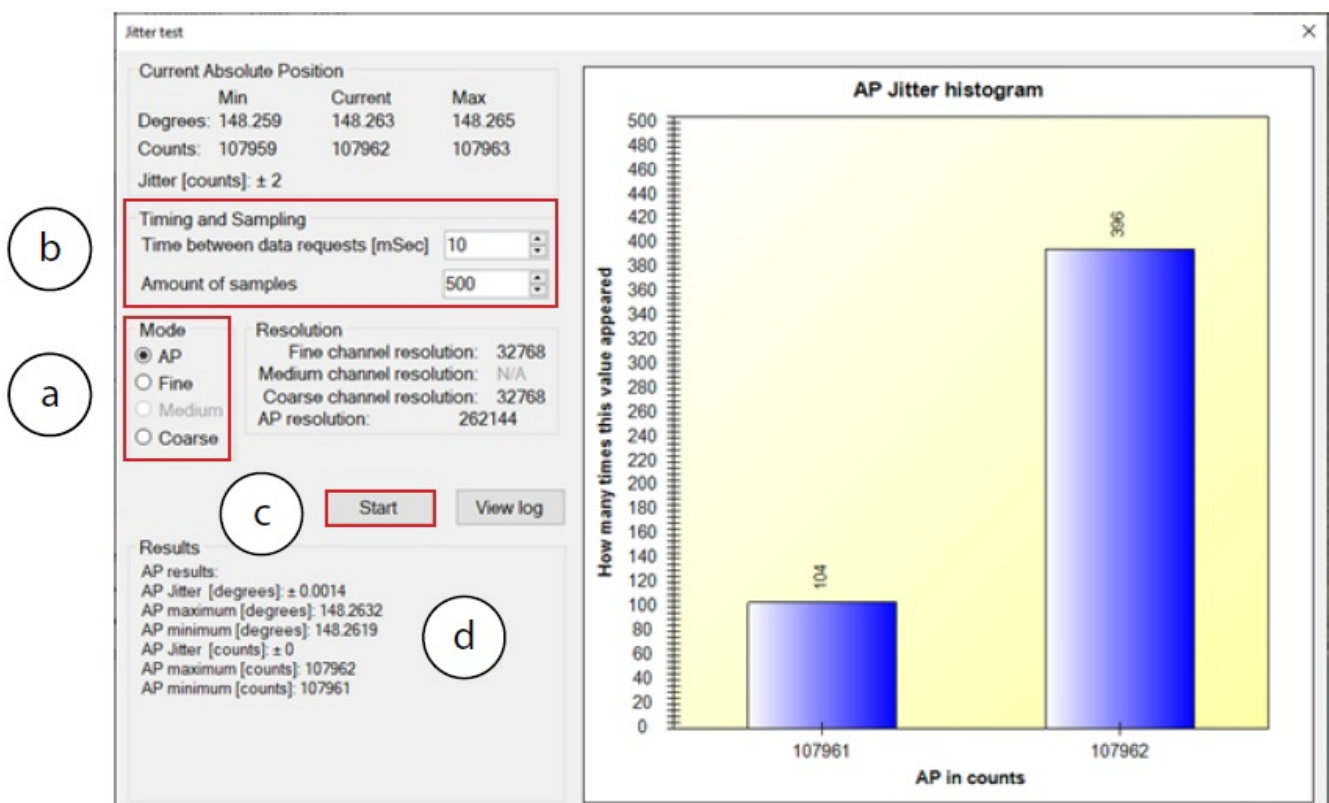 Jitter test
Current Absolute Position
Min Current Max
Degrees: 148.259 148.263 148.265
Counts: 107959 107962 107963
Jitter [counts]: ± 2
b
Timing and Sampling
Time between data requests [mSec] 10
Amount of samples 500
a
Mode
AP
Fine
Medium
Coarse
Resolution
Fine channel resolution: 32768
Medium channel resolution: N/A
Coarse channel resolution: 32768
AP resolution: 262144
c
Start View log
Results
AP results:
AP Jitter [degrees]: ± 0.0014
AP maximum [degrees]: 148.2632
AP minimum [degrees]: 148.2619
AP Jitter [counts]: ± 0
AP maximum [counts]: 107962
AP minimum [counts]: 107961
d
AP Jitter histogram
How many times this value appeared
500
480
460
440
420
400
380
360
340
320
300
280
260
240
220
200
180
160
140
120
100
80
60
40
20
0
104
396
107961 107962
AP in counts